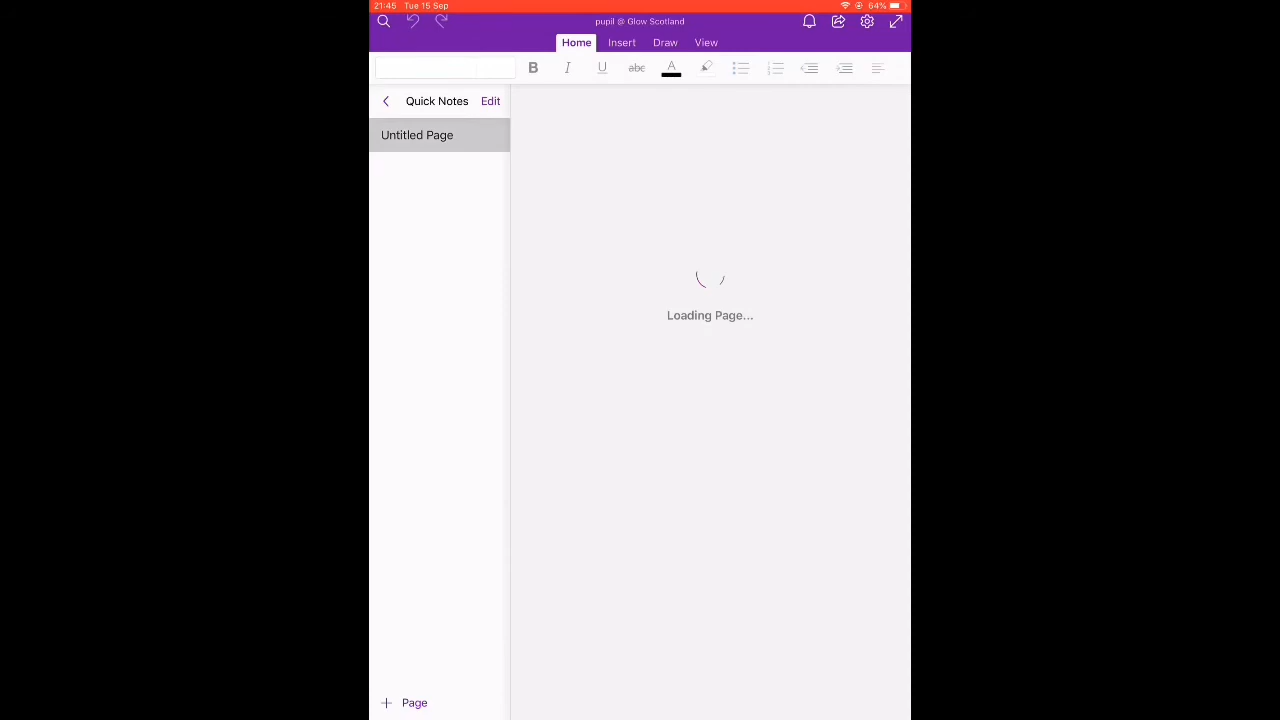 21:45 Tue 15 Sep 64%
pupil @ Glow Scotland
Home Insert Draw View
B I U abc A
Quick Notes Edit
Untitled Page
Loading Page...
Page